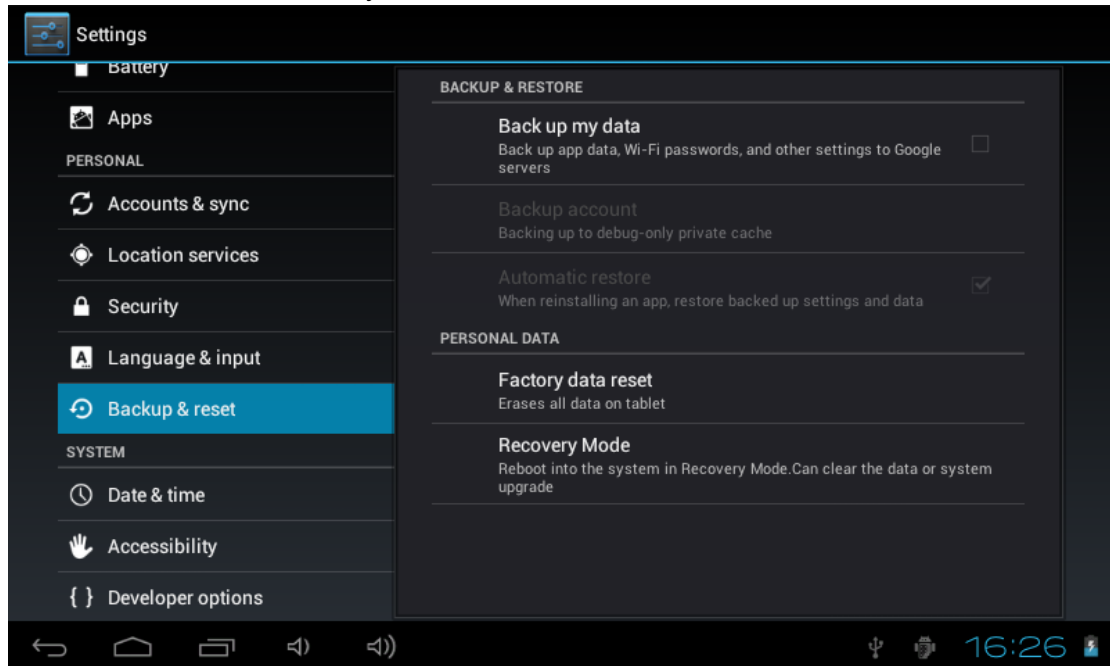 Settings
Battery
Apps
PERSONAL
Accounts & sync
Location services
Security
Language & input
Backup & reset
SYSTEM
Date & time
Accessibility
{ } Developer options
BACKUP & RESTORE
Back up my data
Back up app data, Wi-Fi passwords, and other settings to Google
servers
Backup account
Backing up to debug-only private cache
Automatic restore
When reinstalling an app, restore backed up settings and data
PERSONAL DATA
Factory data reset
Erases all data on tablet
Recovery Mode
Reboot into the system in Recovery Mode.Can clear the data or system
upgrade
16:26